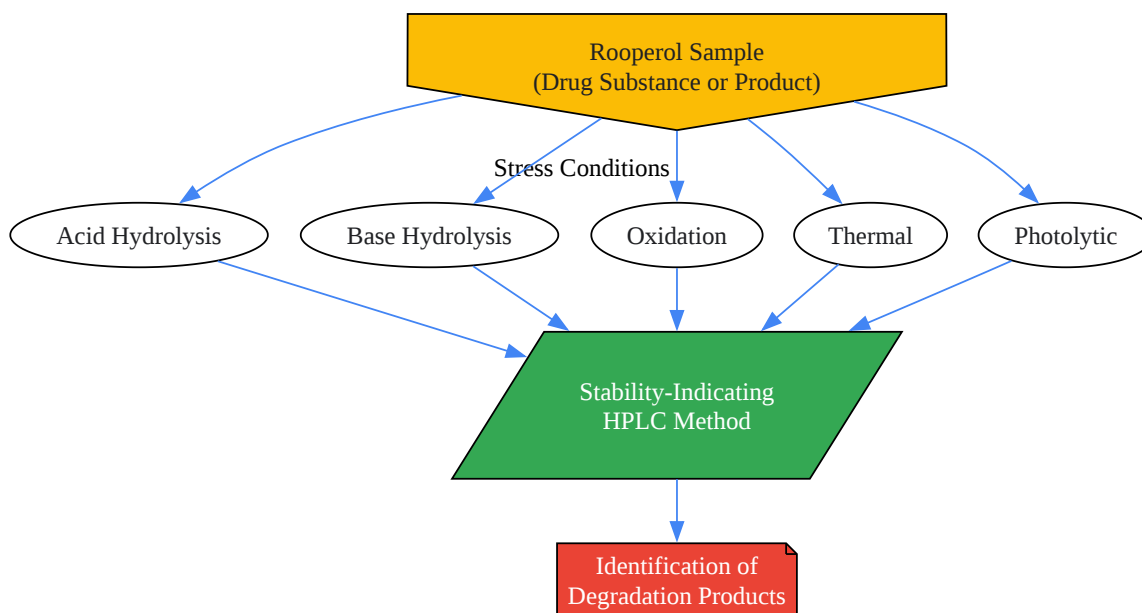 Rooperol Sample
(Drug Substance or Product)
Stress Conditions
Acid Hydrolysis
Base Hydrolysis
Oxidation
Thermal
Photolytic
Stability-Indicating
HPLC Method
Identification of
Degradation Products